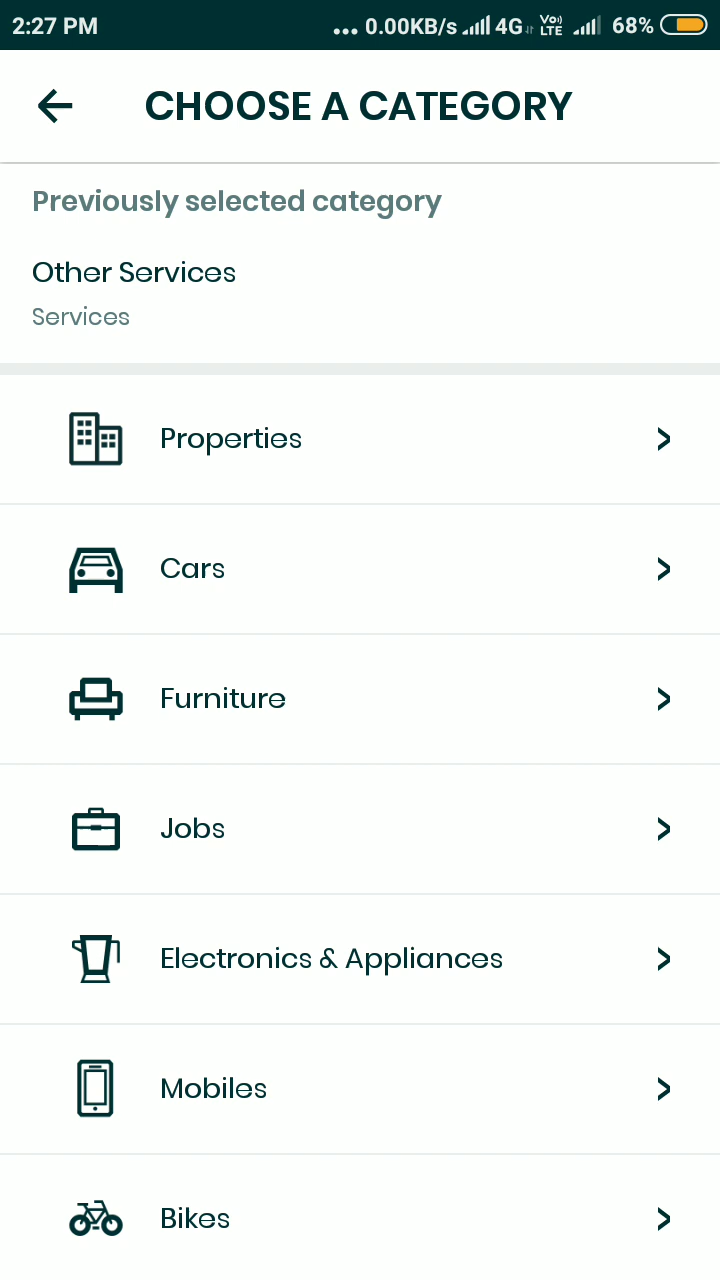 2:27 PM ... 0.00KB/s 4G VoLTE 68%
CHOOSE A CATEGORY
Previously selected category
Other Services
Services
Properties
Cars
Furniture
Jobs
Electronics & Appliances
Mobiles
Bikes